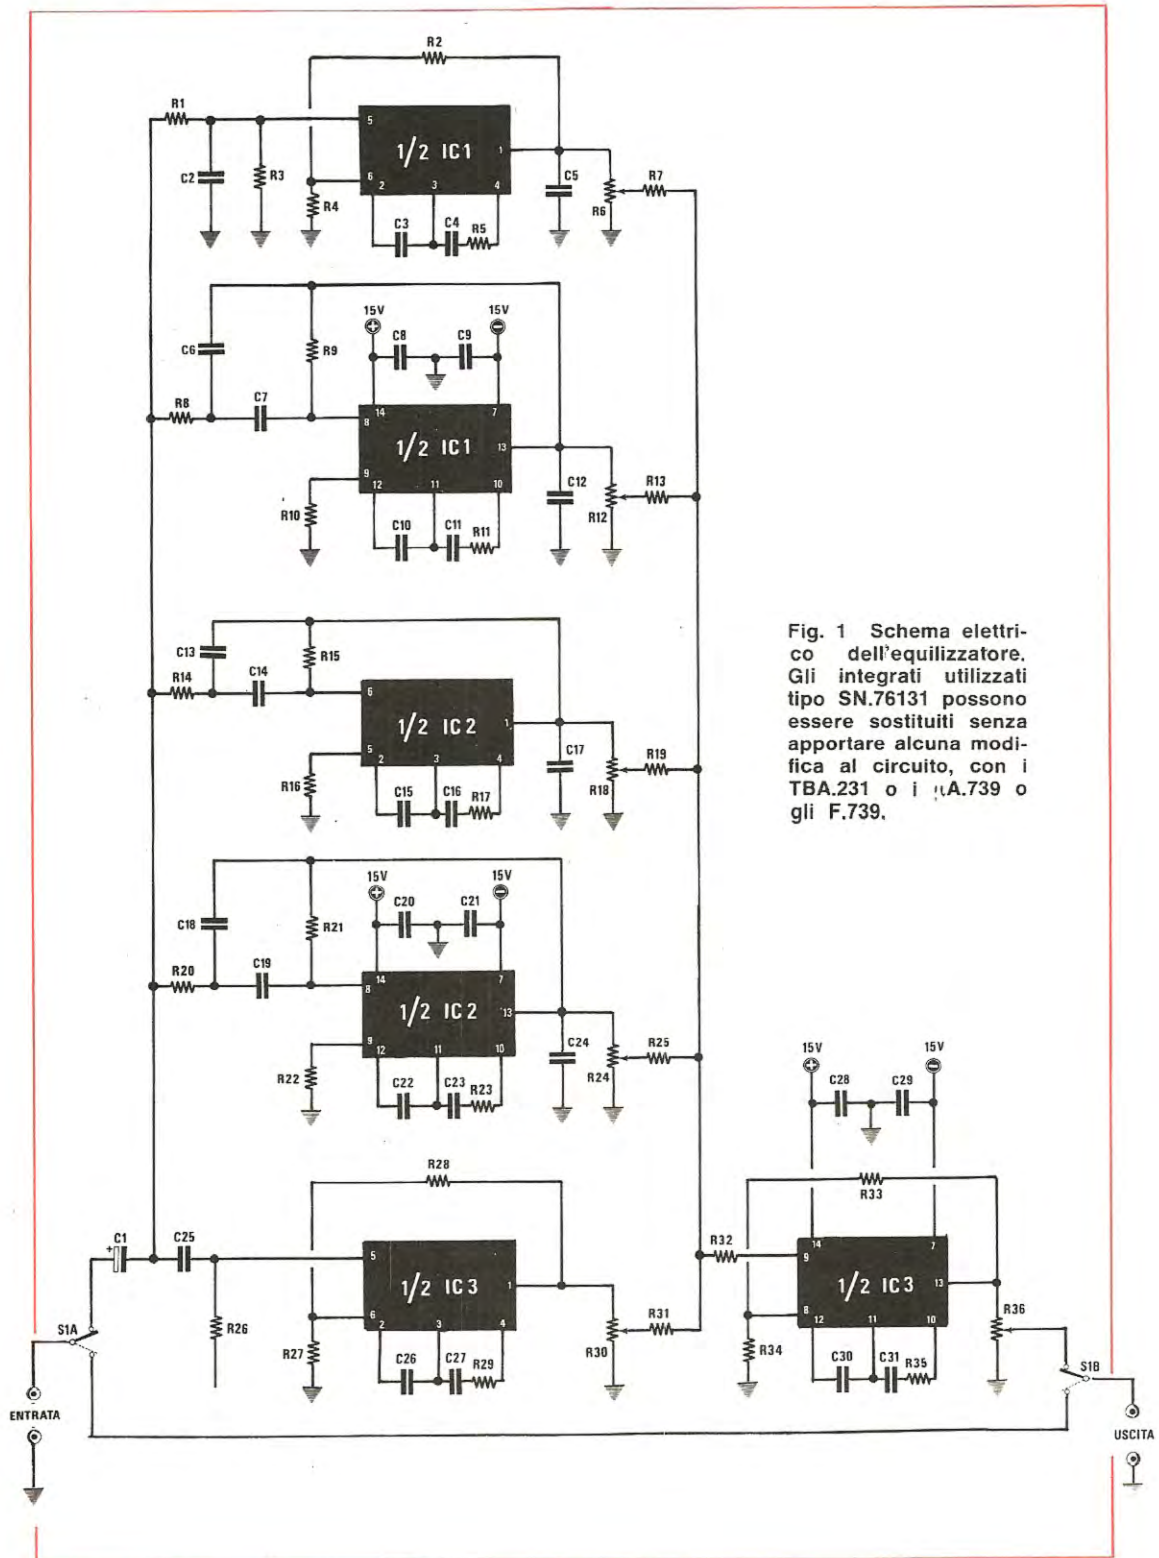 R2
R1
5
1/2 IC1
1
C2
R3
6
2
3
4
R4
C3
C4
R5
C5
R6
R7
15V
15V
C6
R9
C8
C9
R8
C7
14
7
8
1/2 IC1
13
9
12
11
10
R10
C10
C11
R11
C12
R12
R13
C13
R15
R14
C14
6
1/2 IC2
1
5
2
3
4
R16
C15
C16
R17
C17
R18
R19
Fig. 1 Schema elettri-
co dell'equilizzatore.
Gli integrati utilizzati
tipo SN.76131 possono
essere sostituiti senza
apportare alcuna modi-
fica al circuito, con i
TBA.231 o i µA.739 o
gli F.739.
15V
15V
C18
R21
C20
C21
R20
C19
14
7
8
1/2 IC2
13
9
12
11
10
R22
C22
C23
R23
C24
R24
R25
15V
15V
C28
C29
R28
R33
C1
+
C25
5
1/2 IC3
1
R26
6
2
3
4
R27
C26
C27
R29
R30
R31
R32
14
7
9
1/2 IC3
13
8
12
11
10
R34
C30
C31
R35
R36
S1A
S1B
ENTRATA
USCITA